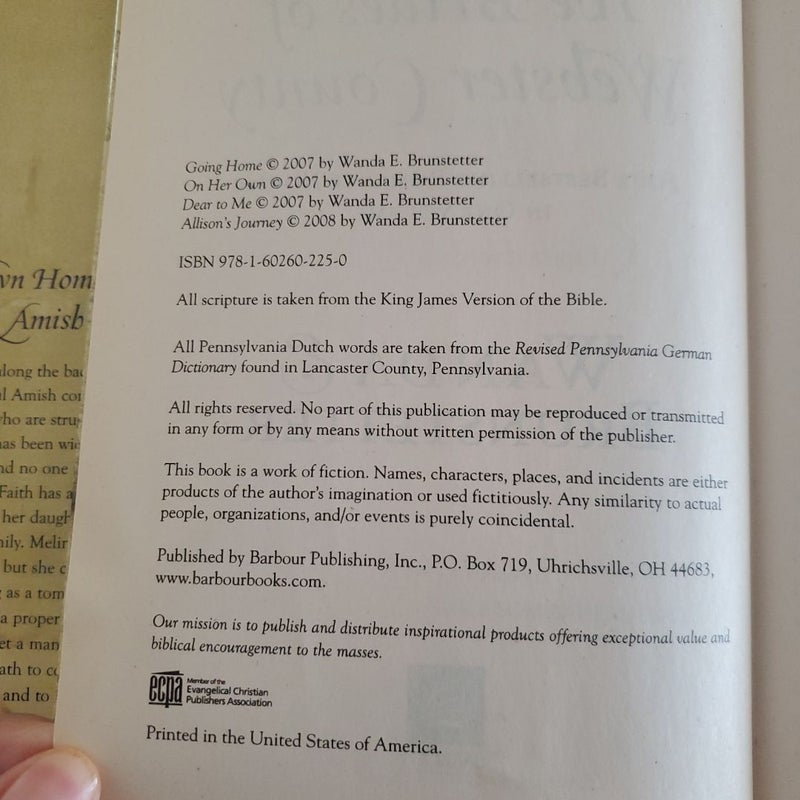 Going Home © 2007 by Wanda E. Brunstetter
On Her Own © 2007 by Wanda E. Brunstetter
Dear to Me © 2007 by Wanda E. Brunstetter
Allison's Journey © 2008 by Wanda E. Brunstetter
ISBN 978-1-60260-225-0
All scripture is taken from the King James Version of the Bible.
All Pennsylvania Dutch words are taken from the Revised Pennsylvania German
Dictionary found in Lancaster County, Pennsylvania.
All rights reserved. No part of this publication may be reproduced or transmitted
in any form or by any means without written permission of the publisher.
This book is a work of fiction. Names, characters, places, and incidents are either
products of the author's imagination or used fictitiously. Any similarity to actual
people, organizations, and/or events is purely coincidental.
Published by Barbour Publishing, Inc., P.O. Box 719, Uhrichsville, OH 44683,
www.barbourbooks.com.
Our mission is to publish and distribute inspirational products offering exceptional value and
biblical encouragement to the masses.
ecpa Member of the
Evangelical Christian
Publishers Association
Printed in the United States of America.
Amish
along the
Amish
who are
has been
and no one
Faith has a
her
but she
as a
a proper
a man
to
and to